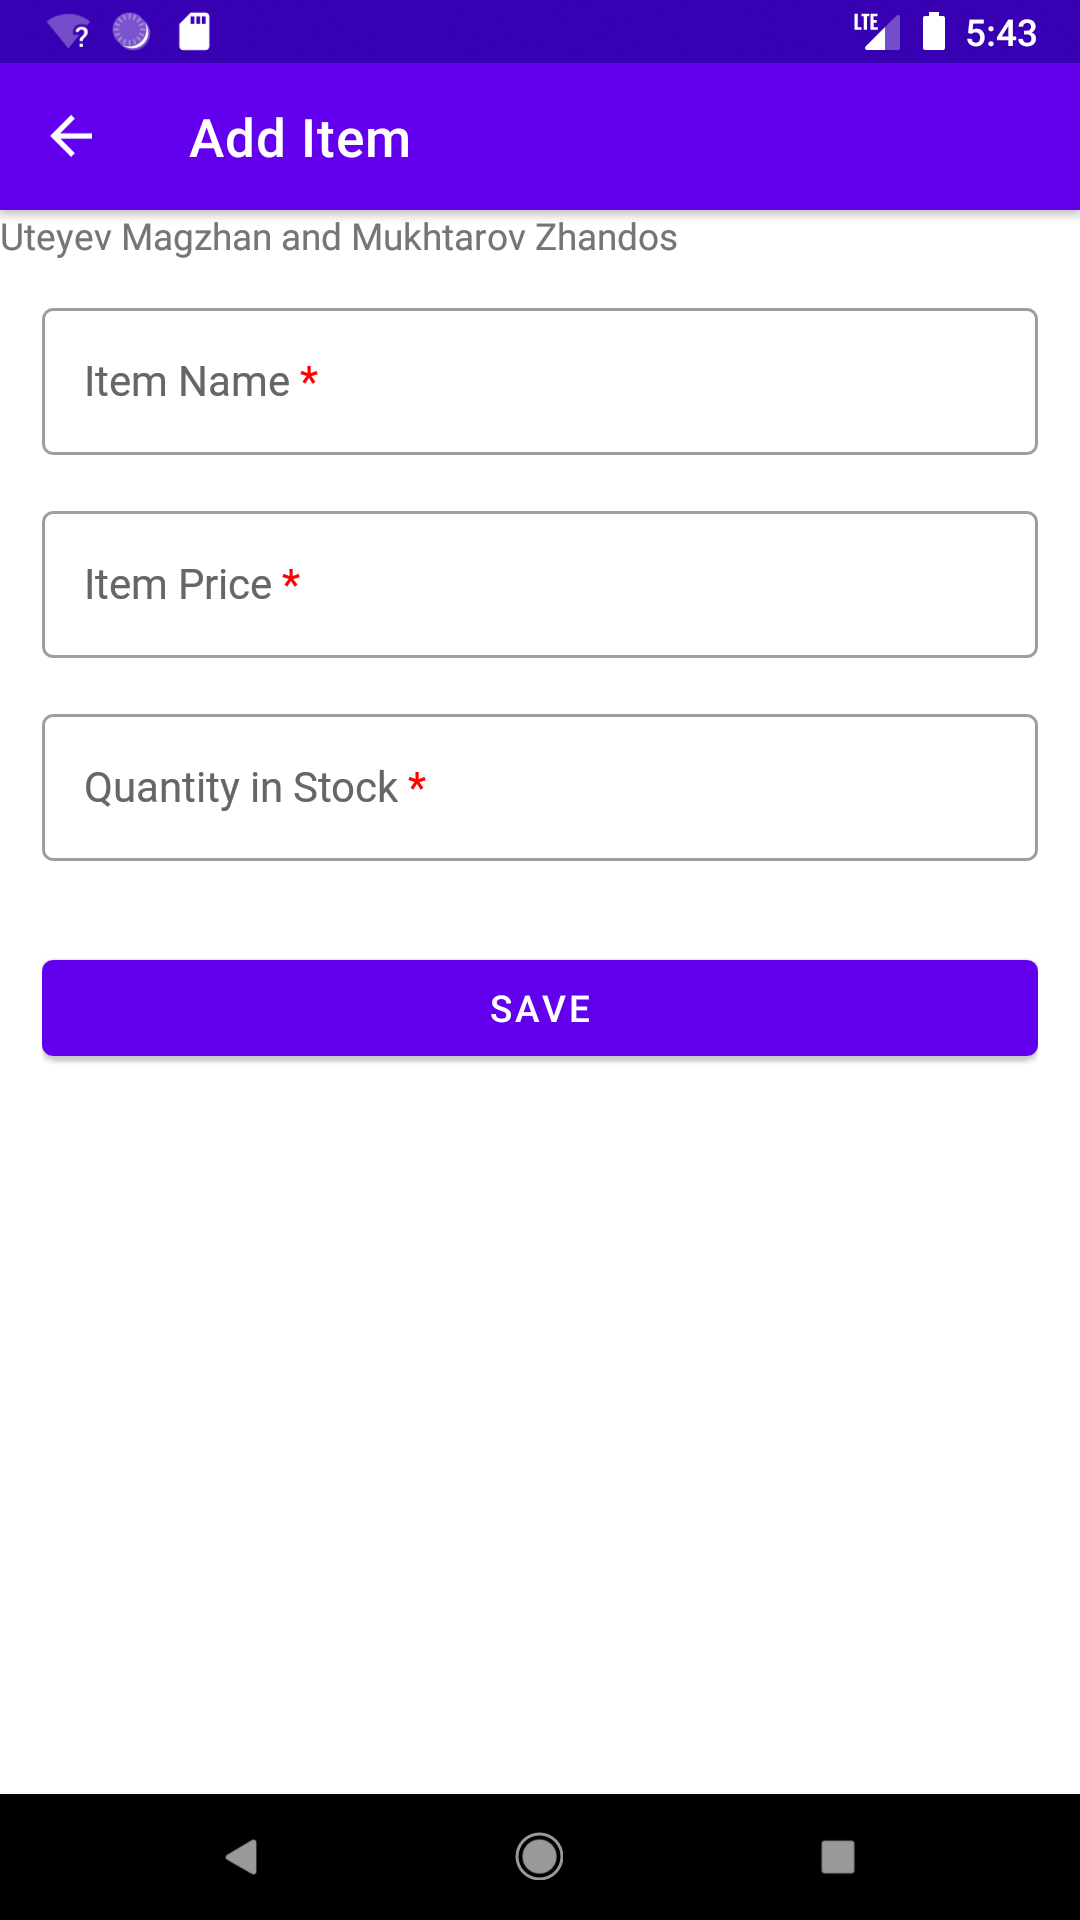 LTE 5:43
Add Item
Uteyev Magzhan and Mukhtarov Zhandos
Item Name *
Item Price *
Quantity in Stock *
SAVE